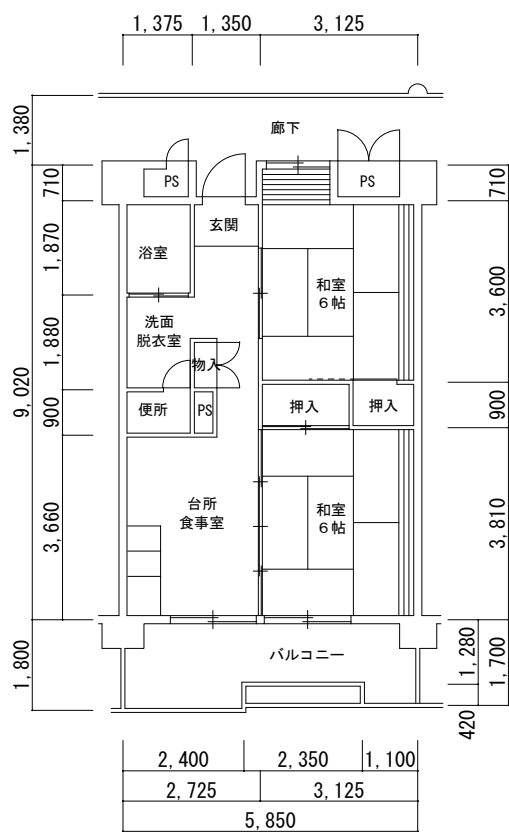 1,375
1,350
3,125
1,380
廊下
710
PS
PS
710
玄関
1,870
浴室
和室
6帖
3,600
洗面
脱衣室
1,880
物入
9,020
900
便所
PS
押入
押入
900
台所
食事室
和室
6帖
3,660
3,810
バルコニー
1,800
1,280
1,700
420
2,400
2,350
1,100
2,725
3,125
5,850